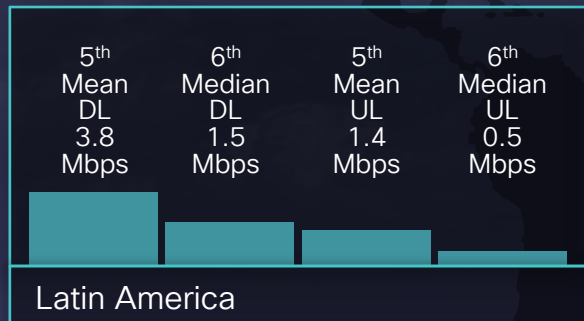 5th
Mean
DL
3.8
Mbps
6th
Median
DL
1.5
Mbps
5th
Mean
UL
1.4
Mbps
6th
Median
UL
0.5
Mbps
Latin America